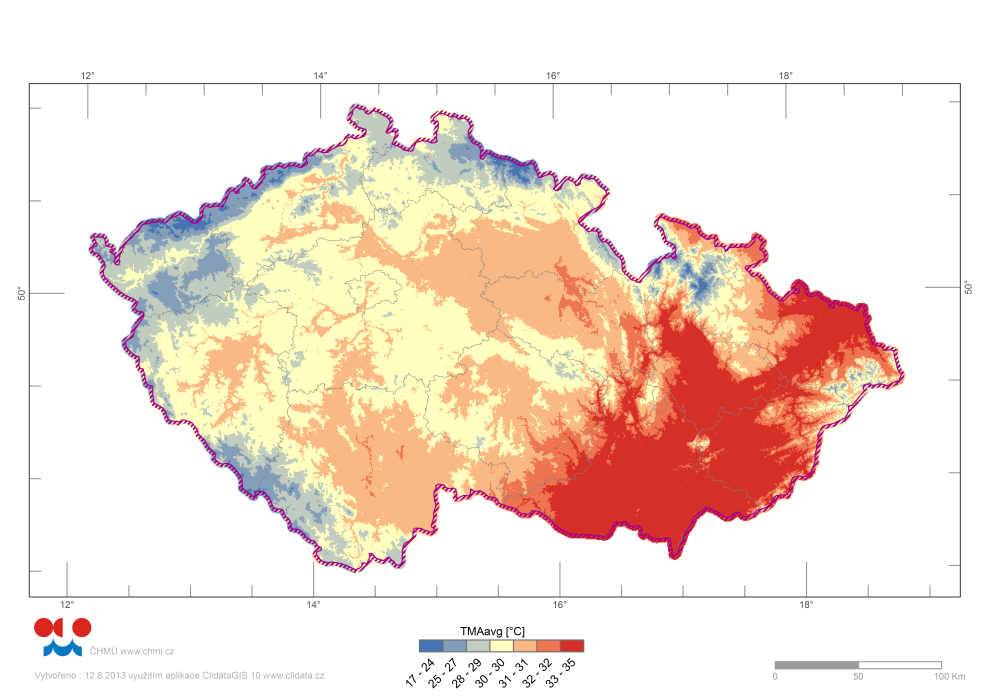 12° 14° 16° 18°
50° 50°
12° 14° 16° 18°
TMAavg [°C]
17 - 24 25 - 27 28 - 29 30 - 30 31 - 31 32 - 32 33 - 35
ČHMÚ www.chmi.cz
Vytvořeno : 12.8.2013 využitím aplikace ClidataGIS 10 www.clidata.cz
0 50 100 Km